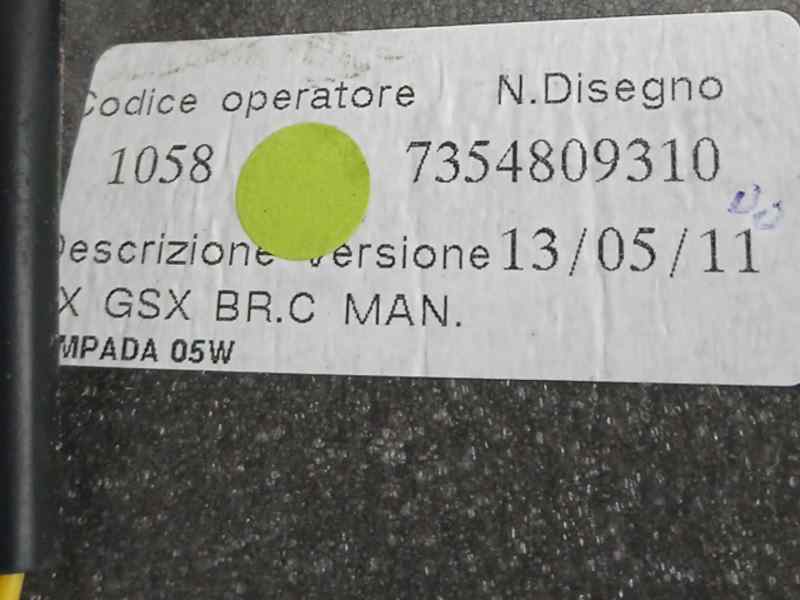 Codice operatore N.Disegno
1058 7354809310
Descrizione versione 13/05/11
X GSX BR.C MAN.
MPADA 05W